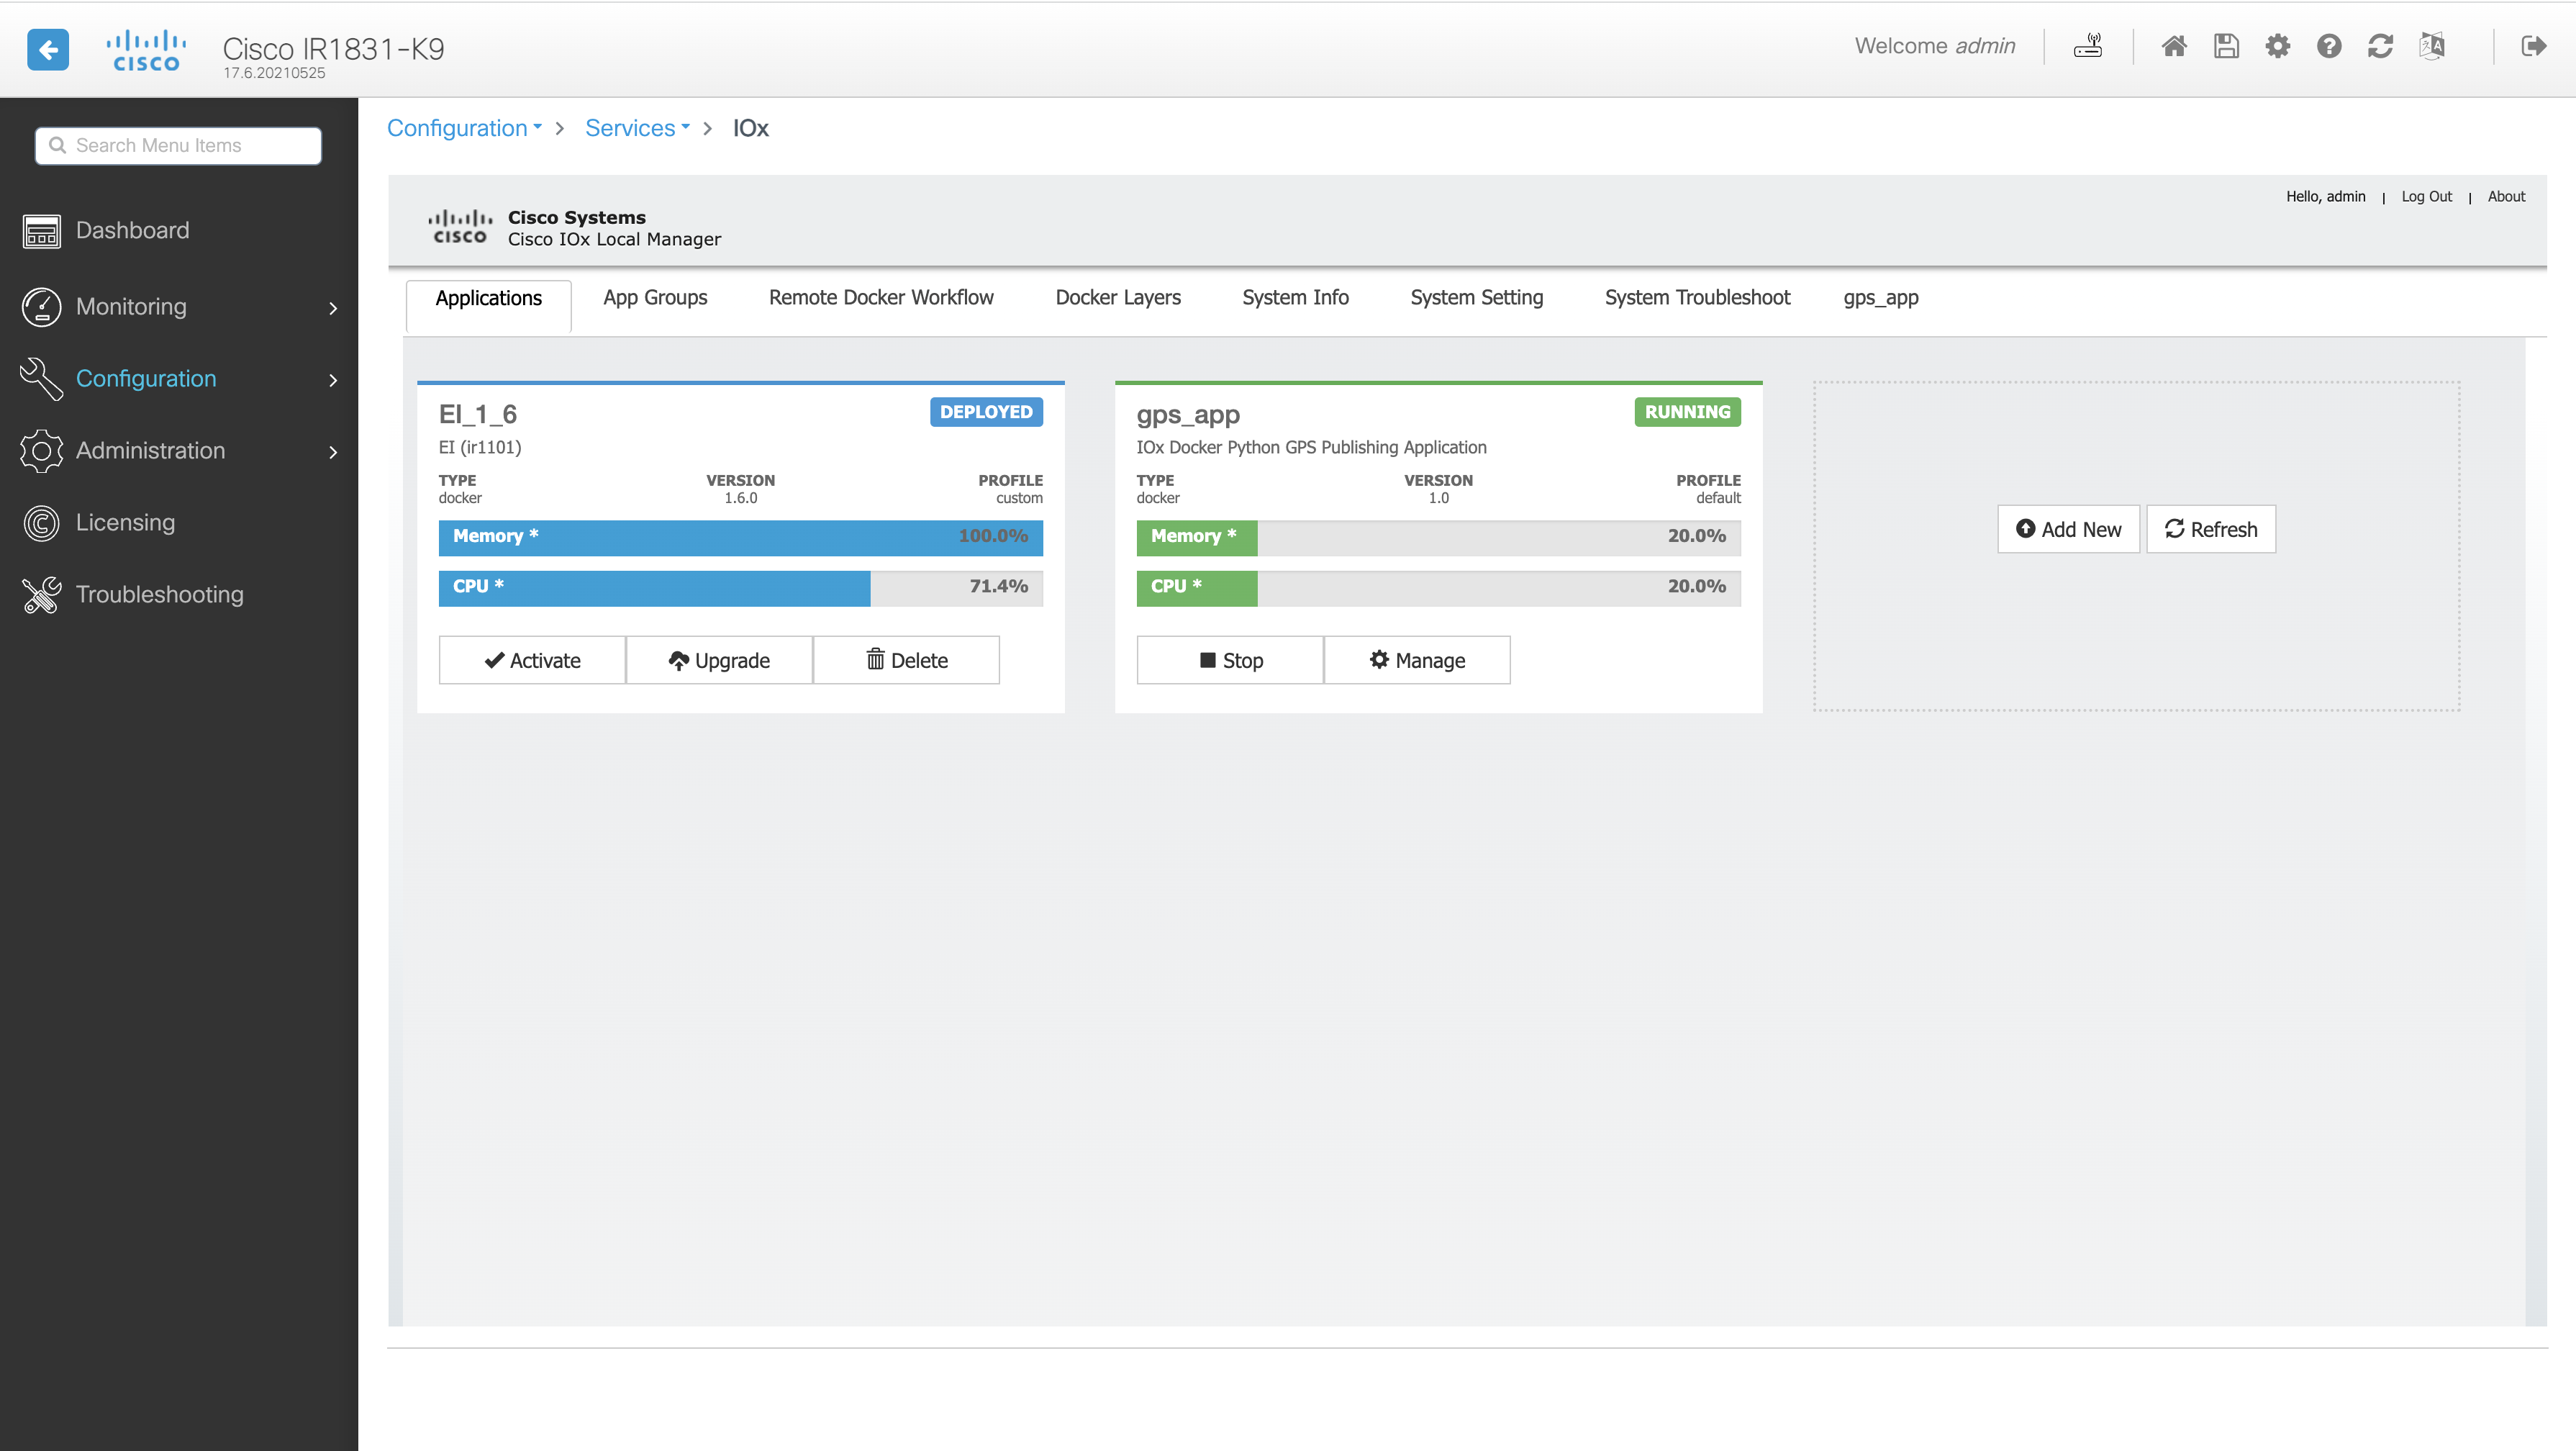 CISCO
Cisco IR1831-K9
17.6.20210525
Welcome admin
Search Menu Items
Dashboard
Monitoring
Configuration
Administration
Licensing
Troubleshooting
Configuration > Services > IOx
Hello, admin | Log Out | About
CISCO
Cisco Systems
Cisco IOx Local Manager
Applications App Groups Remote Docker Workflow Docker Layers System Info System Setting System Troubleshoot gps_app
EI_1_6 DEPLOYED
EI (ir1101)
TYPE VERSION PROFILE
docker 1.6.0 custom
Memory * 100.0%
CPU * 71.4%
Activate Upgrade Delete
gps_app RUNNING
IOx Docker Python GPS Publishing Application
TYPE VERSION PROFILE
docker 1.0 default
Memory * 20.0%
CPU * 20.0%
Stop Manage
Add New Refresh